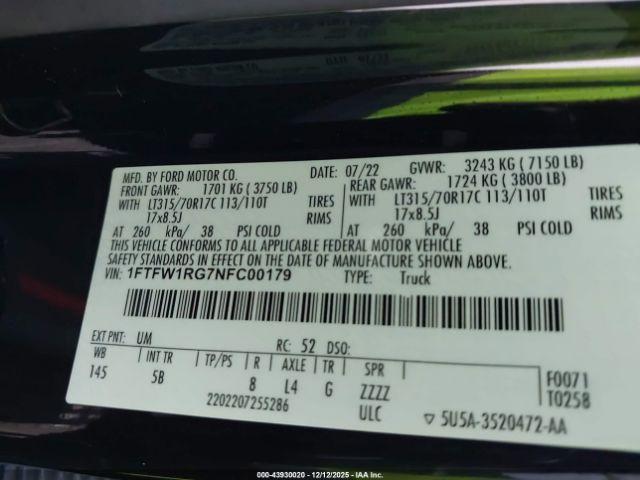 MFD. BY FORD MOTOR CO. DATE: 07/22 GVWR: 3243 KG ( 7150 LB)
FRONT GAWR: 1701 KG ( 3750 LB) REAR GAWR: 1724 KG ( 3800 LB)
WITH LT315/70R17C 113/110T TIRES WITH LT315/70R17C 113/110T TIRES
17x8.5J RIMS 17x8.5J RIMS
AT 260 kPa/ 38 PSI COLD AT 260 kPa/ 38 PSI COLD
THIS VEHICLE CONFORMS TO ALL APPLICABLE FEDERAL MOTOR VEHICLE
SAFETY STANDARDS IN EFFECT ON THE DATE OF MANUFACTURE SHOWN ABOVE.
VIN: 1FTFW1RG7NFC00179 TYPE: Truck
EXT PNT: UM RC: 52 DSO:
WB INT TR TP/PS R AXLE TR SPR
145 5B 8 L4 G ZZZZ F0071
2202207255286 ULC T0258
▽ 5U5A-3520472-AA
000-43930020 - 12/12/2025 - IAA Inc.